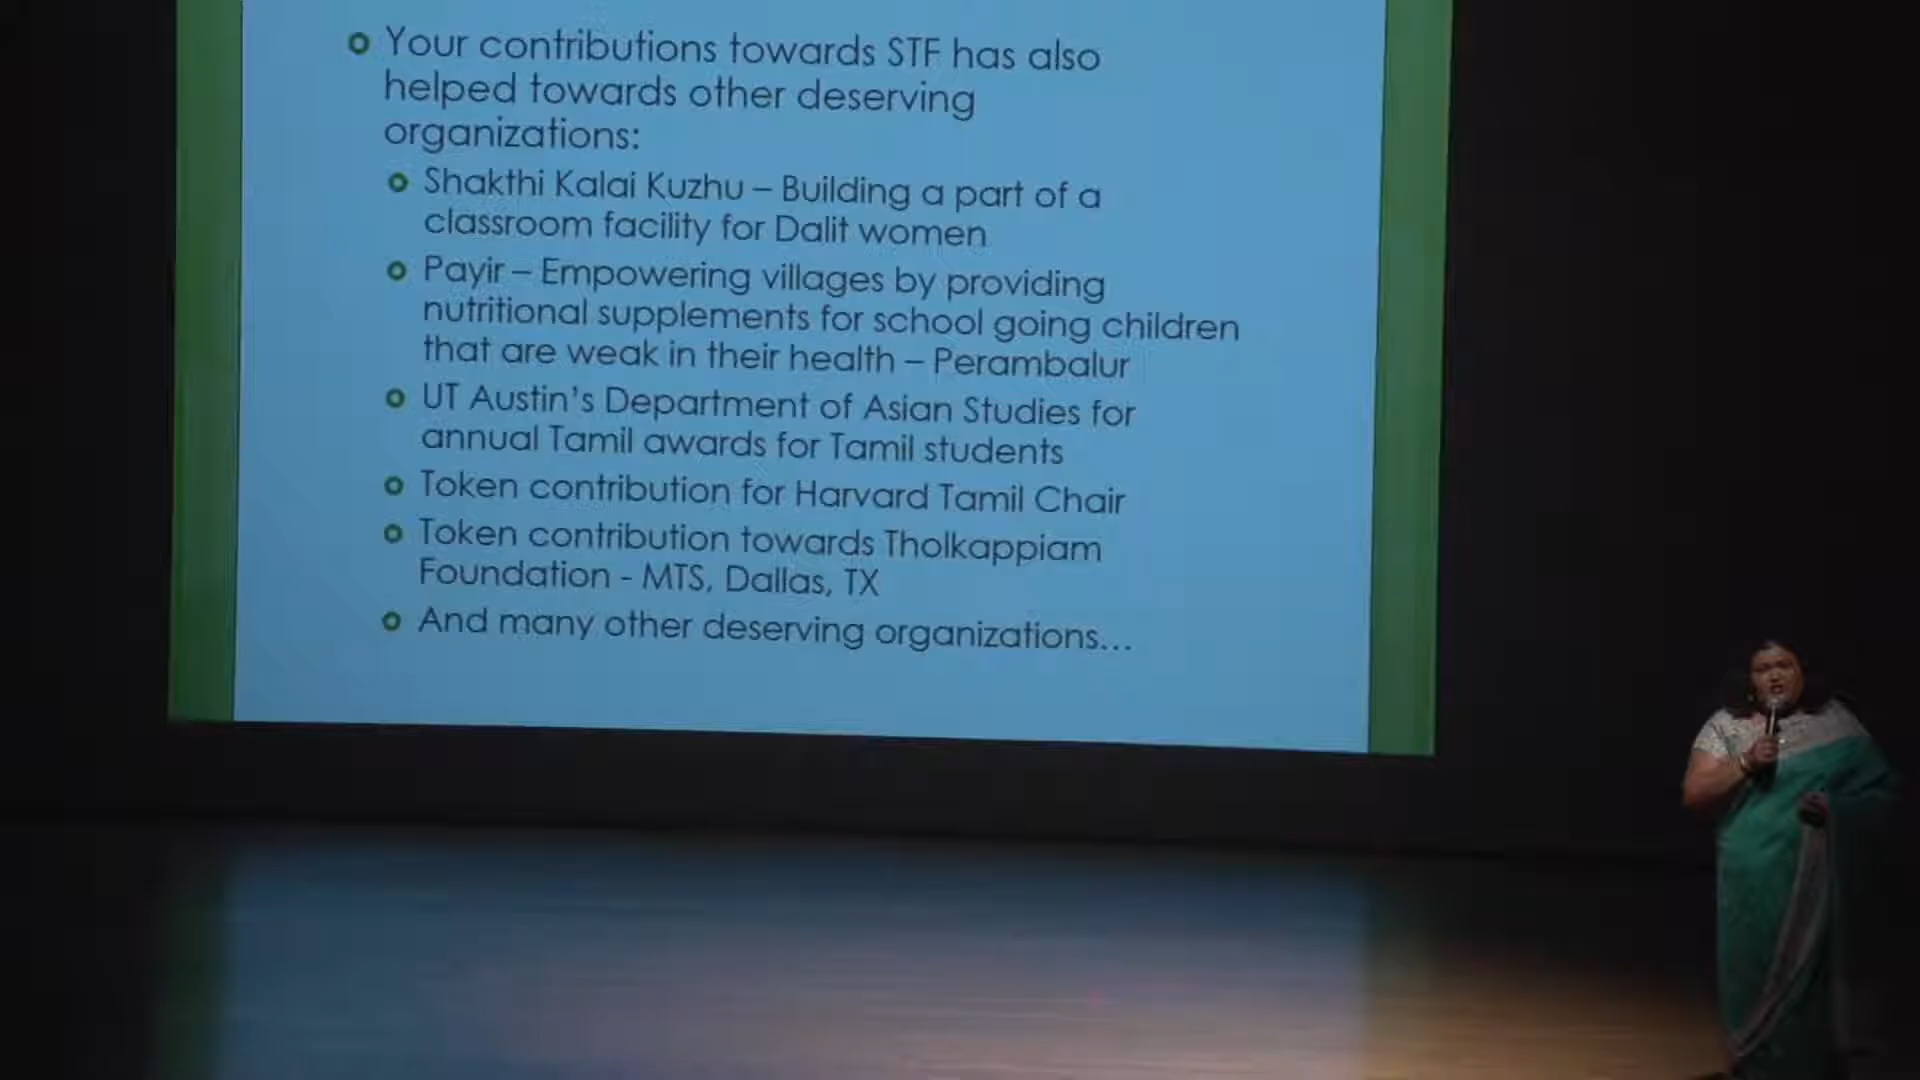 Your contributions towards STF has also
helped towards other deserving
organizations:
Shakthi Kalai Kuzhu – Building a part of a
classroom facility for Dalit women
Payir – Empowering villages by providing
nutritional supplements for school going children
that are weak in their health – Perambalur
UT Austin's Department of Asian Studies for
annual Tamil awards for Tamil students
Token contribution for Harvard Tamil Chair
Token contribution towards Tholkappiam
Foundation - MTS, Dallas, TX
And many other deserving organizations...